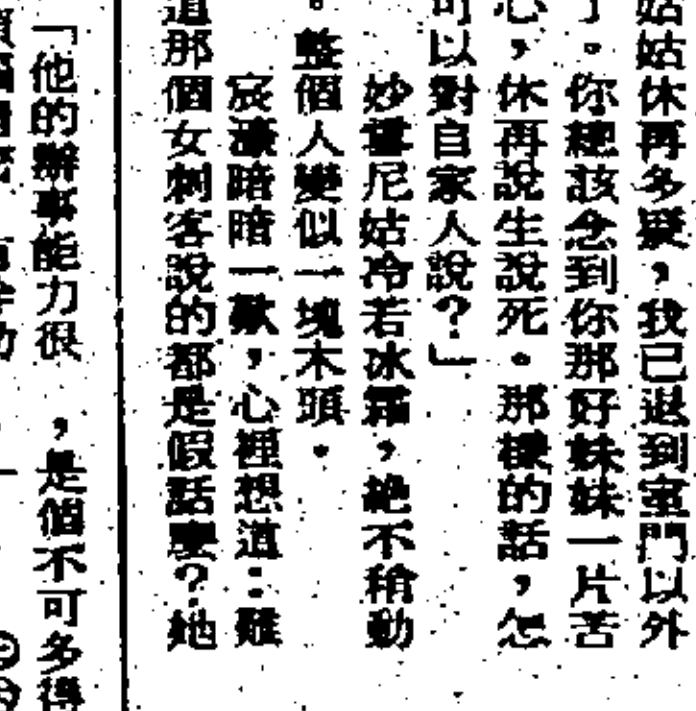 姑姑休再多疑，我已退到室門以外
了。你總該念到你那好妹妹一片苦
心，休再說生說死。那樣的話，怎
可以對自家人說？」
妙雲尼姑冷若冰霜，絶不稍動
。整個人變似一塊木頭。
宸灝暗暗一歎，心裡想道：難
道那個女刺客說的都是假話麼？她
「他的辦事能力很，是個不可多得